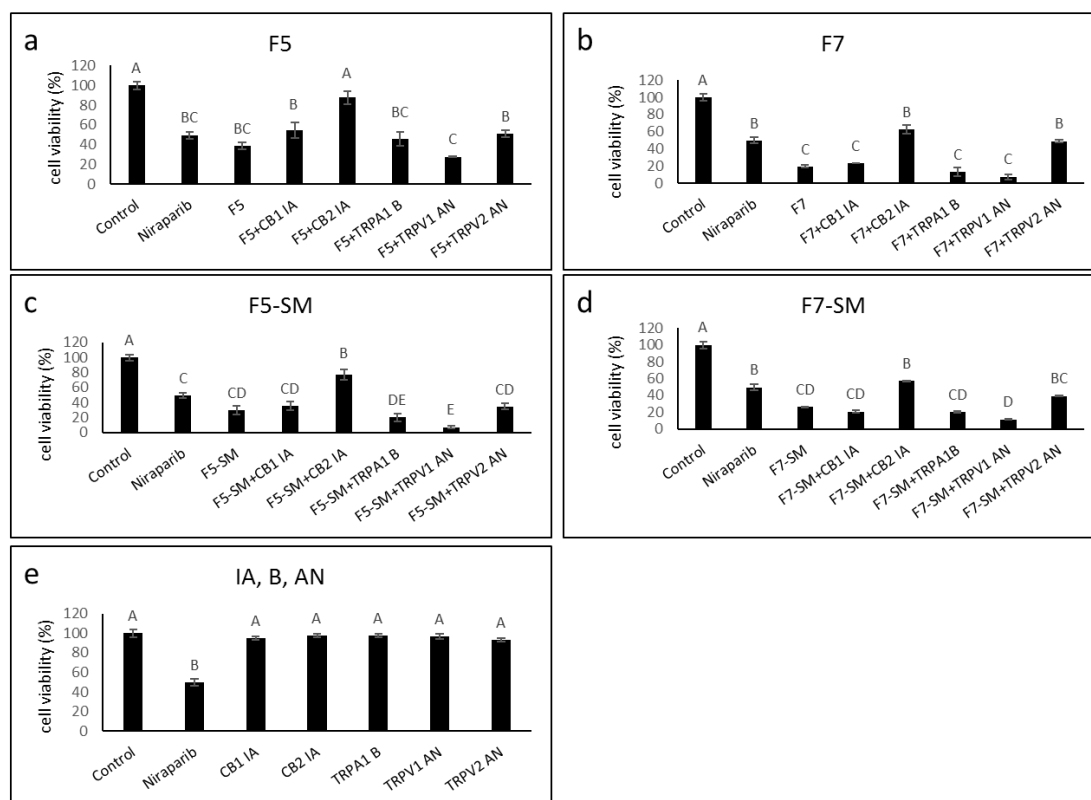 a
F5
cell viability (%)
120
100
80
60
40
20
0
A
BC
BC
B
A
BC
C
B
Control
Niraparib
F5
F5+CB1 IA
F5+CB2 IA
F5+TRPA1 B
F5+TRPV1 AN
F5+TRPV2 AN
b
F7
cell viability (%)
120
100
80
60
40
20
0
A
B
C
C
B
C
C
B
Control
Niraparib
F7
F7+CB1 IA
F7+CB2 IA
F7+TRPA1 B
F7+TRPV1 AN
F7+TRPV2 AN
c
F5-SM
cell viability (%)
120
100
80
60
40
20
0
A
C
CD
CD
B
DE
E
CD
Control
Niraparib
F5-SM
F5-SM+CB1 IA
F5-SM+CB2 IA
F5-SM+TRPA1 B
F5-SM+TRPV1 AN
F5-SM+TRPV2 AN
d
F7-SM
cell viability (%)
120
100
80
60
40
20
0
A
B
CD
CD
B
CD
D
BC
Control
Niraparib
F7-SM
F7-SM+CB1 IA
F7-SM+CB2 IA
F7-SM+TRPA1B
F7-SM+TRPV1 AN
F7-SM+TRPV2 AN
e
IA, B, AN
cell viability (%)
120
100
80
60
40
20
0
A
B
A
A
A
A
A
Control
Niraparib
CB1 IA
CB2 IA
TRPA1 B
TRPV1 AN
TRPV2 AN